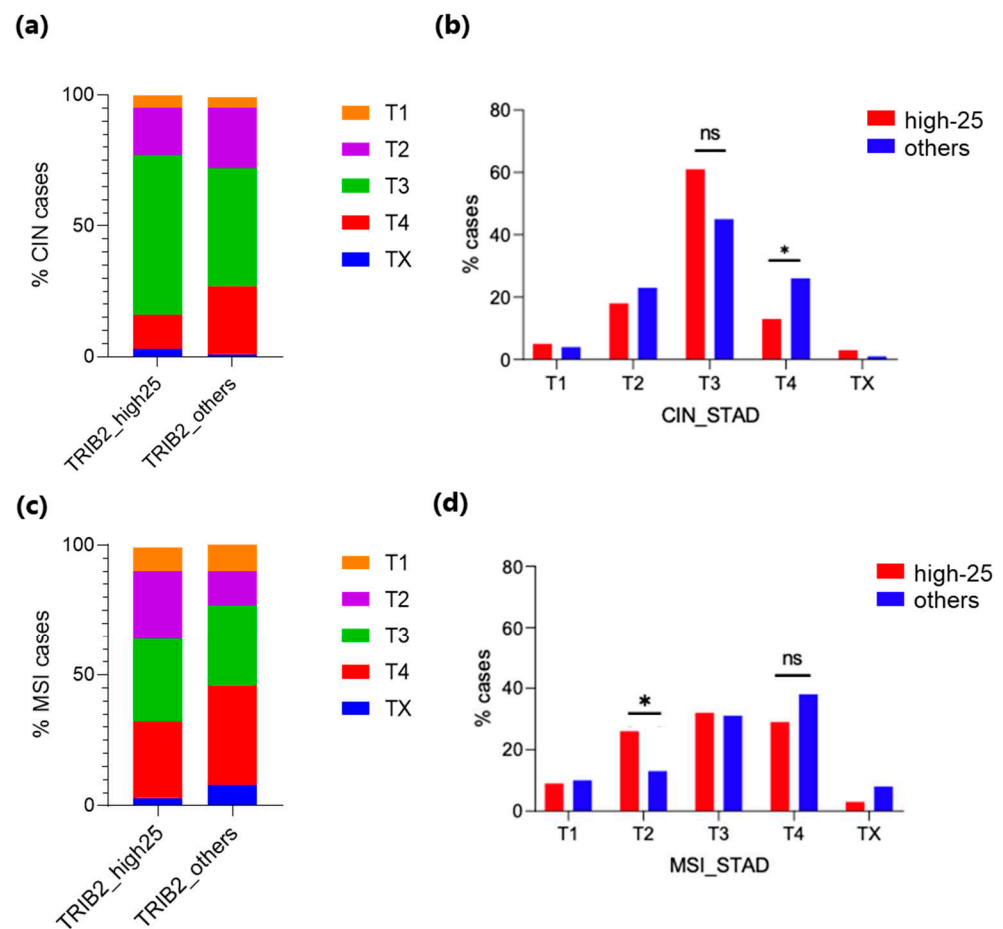 (a)
100
50
0
% CIN cases
TRIB2_high25
TRIB2_others
T1
T2
T3
T4
TX
(b)
80
60
40
20
0
% cases
ns
*
high-25
others
T1 T2 T3 T4 TX
CIN_STAD
(c)
100
50
0
% MSI cases
TRIB2_high25
TRIB2_others
T1
T2
T3
T4
TX
(d)
80
60
40
20
0
% cases
*
ns
high-25
others
T1 T2 T3 T4 TX
MSI_STAD